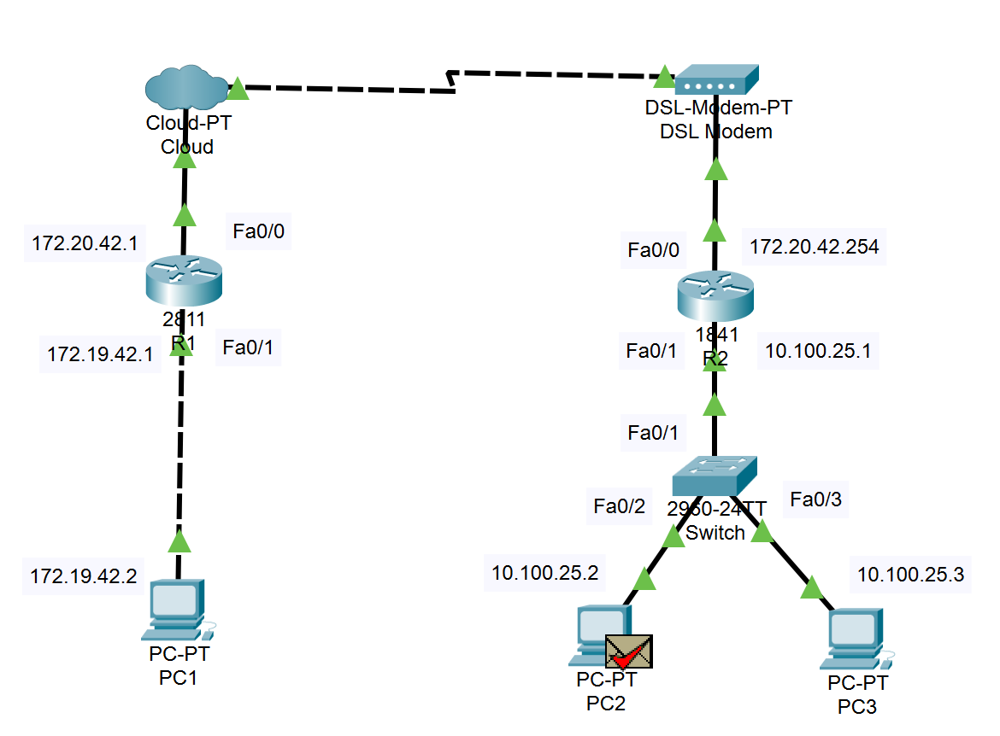 Cloud-PT
Cloud
DSL-Modem-PT
DSL Modem
172.20.42.1
Fa0/0
2811
R1
172.19.42.1
Fa0/1
172.19.42.2
PC-PT
PC1
Fa0/0
172.20.42.254
1841
R2
Fa0/1
10.100.25.1
Fa0/1
2960-24TT
Switch
Fa0/2
Fa0/3
10.100.25.2
10.100.25.3
PC-PT
PC2
PC-PT
PC3